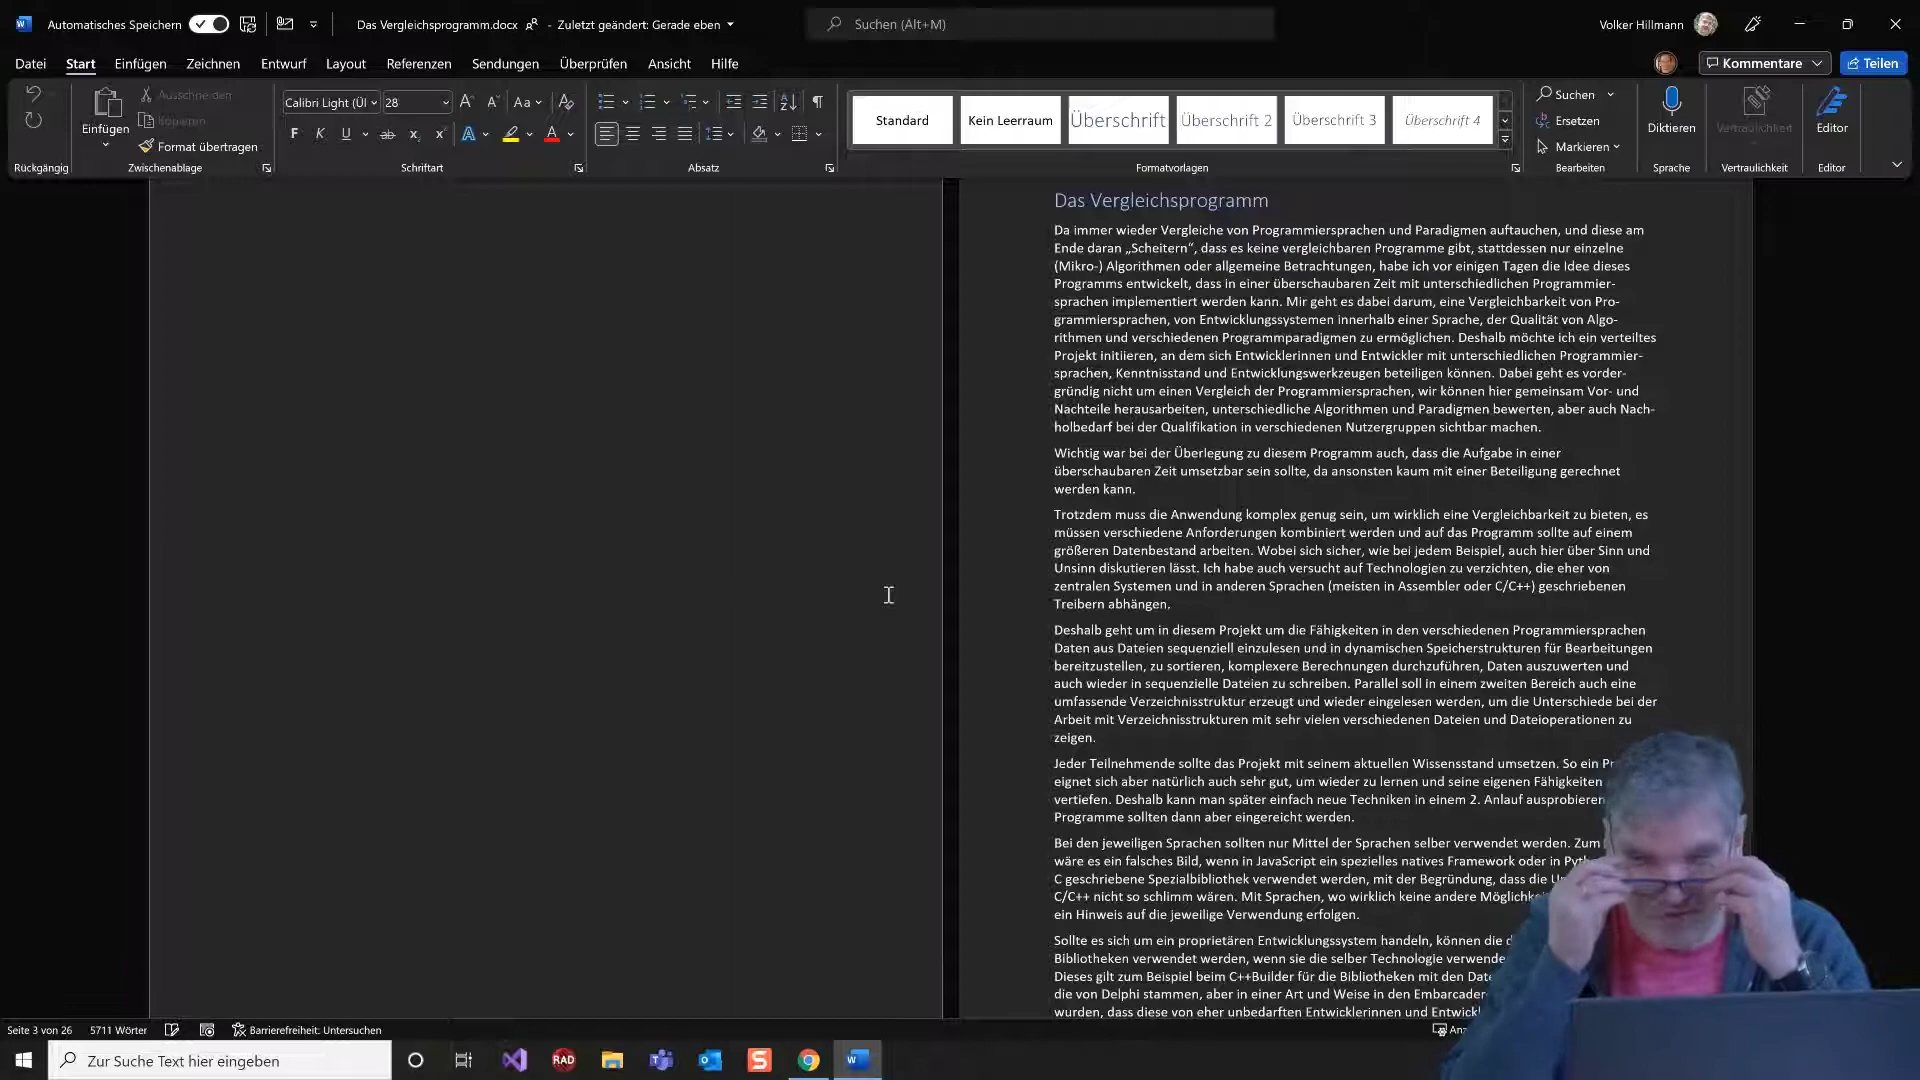 Automatisches Speichern
Das Vergleichsprogramm.docx - Zuletzt geändert: Gerade eben
Suchen (Alt+M)
Volker Hillmann
Datei Start Einfügen Zeichnen Entwurf Layout Referenzen Sendungen Überprüfen Ansicht Hilfe
Kommentare Teilen
Einfügen
Ausschneiden
Kopieren
Format übertragen
Calibri Light (Ül 28
Standard
Kein Leerraum
Überschrift
Überschrift 2
Überschrift 3
Überschrift 4
Suchen
Ersetzen
Markieren
Diktieren
Vertraulichkeit
Editor
Rückgängig Zwischenablage Schriftart Absatz Formatvorlagen Bearbeiten Sprache Vertraulichkeit Editor
Das Vergleichsprogramm
Da immer wieder Vergleiche von Programmiersprachen und Paradigmen auftauchen, und diese am
Ende daran „Scheitern“, dass es keine vergleichbaren Programme gibt, stattdessen nur einzelne
(Mikro-) Algorithmen oder allgemeine Betrachtungen, habe ich vor einigen Tagen die Idee dieses
Programms entwickelt, dass in einer überschaubaren Zeit mit unterschiedlichen Programmier-
sprachen implementiert werden kann. Mir geht es dabei darum, eine Vergleichbarkeit von Pro-
grammiersprachen, von Entwicklungssystemen innerhalb einer Sprache, der Qualität von Algo-
rithmen und verschiedenen Programmparadigmen zu ermöglichen. Deshalb möchte ich ein verteiltes
Projekt initiieren, an dem sich Entwicklerinnen und Entwickler mit unterschiedlichen Programmier-
sprachen, Kenntnisstand und Entwicklungswerkzeugen beteiligen können. Dabei geht es vorder-
gründig nicht um einen Vergleich der Programmiersprachen, wir können hier gemeinsam Vor- und
Nachteile herausarbeiten, unterschiedliche Algorithmen und Paradigmen bewerten, aber auch Nach-
holbedarf bei der Qualifikation in verschiedenen Nutzergruppen sichtbar machen.
Wichtig war bei der Überlegung zu diesem Programm auch, dass die Aufgabe in einer
überschaubaren Zeit umsetzbar sein sollte, da ansonsten kaum mit einer Beteiligung gerechnet
werden kann.
Trotzdem muss die Anwendung komplex genug sein, um wirklich eine Vergleichbarkeit zu bieten, es
müssen verschiedene Anforderungen kombiniert werden und auf das Programm sollte auf einem
größeren Datenbestand arbeiten. Wobei sich sicher, wie bei jedem Beispiel, auch hier über Sinn und
Unsinn diskutieren lässt. Ich habe auch versucht auf Technologien zu verzichten, die eher von
zentralen Systemen und in anderen Sprachen (meisten in Assembler oder C/C++) geschriebenen
Treibern abhängen.
Deshalb geht um in diesem Projekt um die Fähigkeiten in den verschiedenen Programmiersprachen
Daten aus Dateien sequenziell einzulesen und in dynamischen Speicherstrukturen für Bearbeitungen
bereitzustellen, zu sortieren, komplexere Berechnungen durchzuführen, Daten auszuwerten und
auch wieder in sequenzielle Dateien zu schreiben. Parallel soll in einem zweiten Bereich auch eine
umfassende Verzeichnisstruktur erzeugt und wieder eingelesen werden, um die Unterschiede bei der
Arbeit mit Verzeichnisstrukturen mit sehr vielen verschiedenen Dateien und Dateioperationen zu
zeigen.
Jeder Teilnehmende sollte das Projekt mit seinem aktuellen Wissensstand umsetzen. So ein Pr
eignet sich aber natürlich auch sehr gut, um wieder zu lernen und seine eigenen Fähigkeiten
vertiefen. Deshalb kann man später einfach neue Techniken in einem 2. Anlauf ausprobieren
Programme sollten dann aber eingereicht werden.
Bei den jeweiligen Sprachen sollten nur Mittel der Sprachen selber verwendet werden. Zum
wäre es ein falsches Bild, wenn in JavaScript ein spezielles natives Framework oder in Pyth
C geschriebene Spezialbibliothek verwendet werden, mit der Begründung, dass die Un
C/C++ nicht so schlimm wären. Mit Sprachen, wo wirklich keine andere Möglichke
ein Hinweis auf die jeweilige Verwendung erfolgen.
Sollte es sich um ein proprietären Entwicklungssystem handeln, können die d
Bibliotheken verwendet werden, wenn sie die selber Technologie verwende
Dieses gilt zum Beispiel beim C++Builder für die Bibliotheken mit den Date
die von Delphi stammen, aber in einer Art und Weise in den Embarcader
wurden, dass diese von eher unbedarften Entwicklerinnen und Entwickl
Seite 3 von 26 5711 Wörter Barrierefreiheit: Untersuchen
Zur Suche Text hier eingeben
RAD